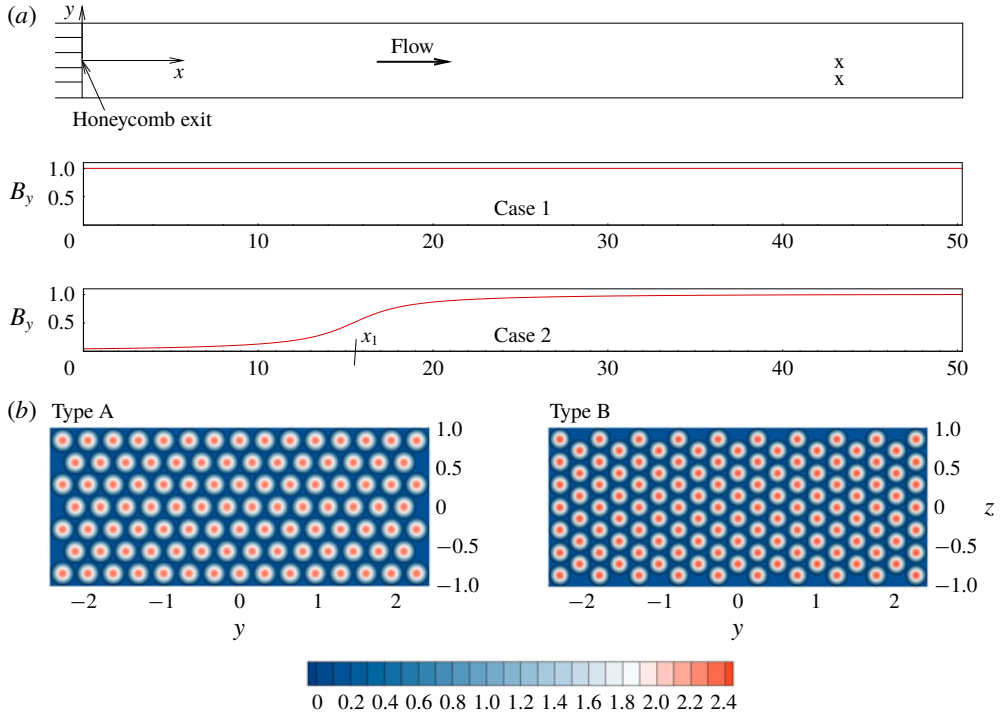 (a)
y
Flow
x
x
x
Honeycomb exit
1.0
B_y
0.5
Case 1
0 10 20 30 40 50
1.0
B_y
0.5
x_1
Case 2
0 10 20 30 40 50
(b) Type A Type B
1.0 1.0
0.5 0.5
0 0 z
−0.5 −0.5
−1.0 −1.0
−2 −1 0 1 2 −2 −1 0 1 2
y y
0 0.2 0.4 0.6 0.8 1.0 1.2 1.4 1.6 1.8 2.0 2.2 2.4